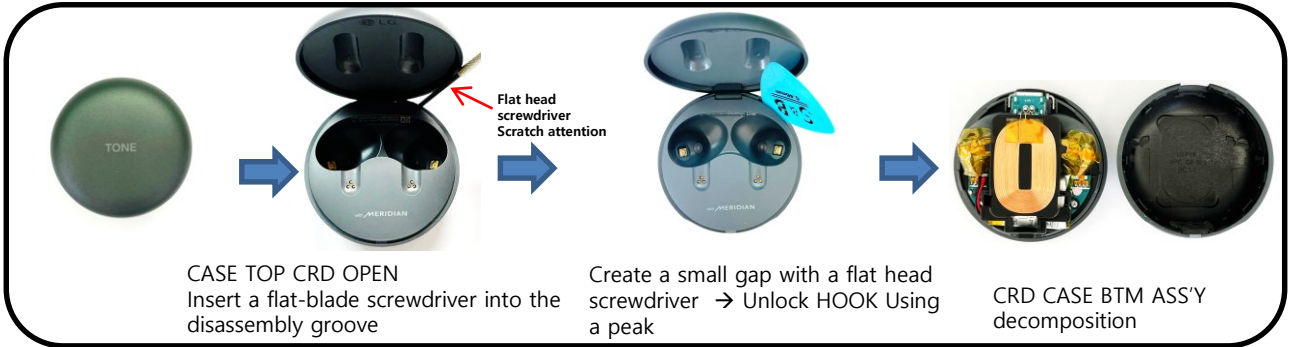 TONE
LG
MERIDIAN
Flat head
screwdriver
Scratch attention
MERIDIAN
CASE TOP CRD OPEN
Insert a flat-blade screwdriver into the
disassembly groove
Create a small gap with a flat head
screwdriver → Unlock HOOK Using
a peak
CRD CASE BTM ASS'Y
decomposition